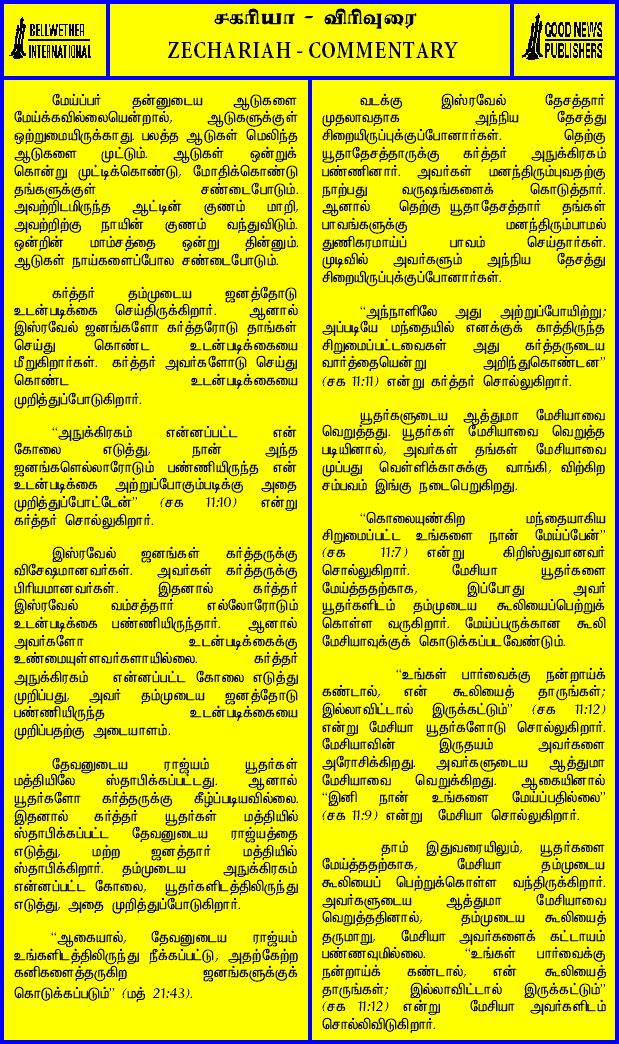 BELLWETHER
INTERNATIONAL
சகரியா - விரிவுரை
ZECHARIAH - COMMENTARY
GOOD NEWS
PUBLISHERS
மேய்ப்பர் தன்னுடைய ஆடுகளை
மேய்க்கவில்லையென்றால், ஆடுகளுக்குள்
ஒற்றுமையிருக்காது. பலத்த ஆடுகள் மெலிந்த
ஆடுகளை முட்டும். ஆடுகள் ஒன்றுக்
கொன்று முட்டிக்கொண்டு, மோதிக்கொண்டு
தங்களுக்குள் சண்டைபோடும்.
அவற்றிடமிருந்த ஆட்டின் குணம் மாறி,
அவற்றிற்கு நாயின் குணம் வந்துவிடும்.
ஒன்றின் மாம்சத்தை ஒன்று தின்னும்.
ஆடுகள் நாய்களைப்போல சண்டைபோடும்.
கர்த்தர் தம்முடைய ஜனத்தோடு
உடன்படிக்கை செய்திருக்கிறார். ஆனால்
இஸ்ரவேல் ஜனங்களோ கர்த்தரோடு தாங்கள்
செய்து கொண்ட உடன்படிக்கையை
மீறுகிறார்கள். கர்த்தர் அவர்களோடு செய்து
கொண்ட உடன்படிக்கையை
முறித்துப்போடுகிறார்.
“அநுக்கிரகம் என்னப்பட்ட என்
கோலை எடுத்து, நான் அந்த
ஜனங்களெல்லாரோடும் பண்ணியிருந்த என்
உடன்படிக்கை அற்றுப்போகும்படிக்கு அதை
முறித்துப்போட்டேன்” (சக 11:10) என்று
கர்த்தர் சொல்லுகிறார்.
இஸ்ரவேல் ஜனங்கள் கர்த்தருக்கு
விசேஷமானவர்கள். அவர்கள் கர்த்தருக்கு
பிரியமானவர்கள். இதனால் கர்த்தர்
இஸ்ரவேல் வம்சத்தார் எல்லோரோடும்
உடன்படிக்கை பண்ணியிருந்தார். ஆனால்
அவர்களோ உடன்படிக்கைக்கு
உண்மையுள்ளவர்களாயில்லை. கர்த்தர்
அநுக்கிரகம் என்னப்பட்ட கோலை எடுத்து
முறிப்பது, அவர் தம்முடைய ஜனத்தோடு
பண்ணியிருந்த உடன்படிக்கையை
முறிப்பதற்கு அடையாளம்.
தேவனுடைய ராஜ்யம் யூதர்கள்
மத்தியிலே ஸ்தாபிக்கப்பட்டது. ஆனால்
யூதர்களோ கர்த்தருக்கு கீழ்ப்படியவில்லை.
இதனால் கர்த்தர் யூதர்கள் மத்தியில்
ஸ்தாபிக்கப்பட்ட தேவனுடைய ராஜ்யத்தை
எடுத்து, மற்ற ஜனத்தார் மத்தியில்
ஸ்தாபிக்கிறார். தம்முடைய அநுக்கிரகம்
என்னப்பட்ட கோலை, யூதர்களிடத்திலிருந்து
எடுத்து, அதை முறித்துப்போடுகிறார்.
“ஆகையால், தேவனுடைய ராஜ்யம்
உங்களிடத்திலிருந்து நீக்கப்பட்டு, அதற்கேற்ற
கனிகளைத்தருகிற ஜனங்களுக்குக்
கொடுக்கப்படும்” (மத் 21:43).
வடக்கு இஸ்ரவேல் தேசத்தார்
முதலாவதாக அந்நிய தேசத்து
சிறையிருப்புக்குப்போனார்கள். தெற்கு
யூதாதேசத்தாருக்கு கர்த்தர் அநுக்கிரகம்
பண்ணினார். அவர்கள் மனந்திரும்புவதற்கு
நாற்பது வருஷங்களைக் கொடுத்தார்.
ஆனால் தெற்கு யூதாதேசத்தார் தங்கள்
பாவங்களுக்கு மனந்திரும்பாமல்
துணிகரமாய்ப் பாவம் செய்தார்கள்.
முடிவில் அவர்களும் அந்நிய தேசத்து
சிறையிருப்புக்குப்போனார்கள்.
“அந்நாளிலே அது அற்றுப்போயிற்று;
அப்படியே மந்தையில் எனக்குக் காத்திருந்த
சிறுமைப்பட்டவைகள் அது கர்த்தருடைய
வார்த்தையென்று அறிந்துகொண்டன”
(சக 11:11) என்று கர்த்தர் சொல்லுகிறார்.
யூதர்களுடைய ஆத்துமா மேசியாவை
வெறுத்தது. யூதர்கள் மேசியாவை வெறுத்த
படியினால், அவர்கள் தங்கள் மேசியாவை
முப்பது வெள்ளிக்காசுக்கு வாங்கி, விற்கிற
சம்பவம் இங்கு நடைபெறுகிறது.
“கொலையுண்கிற மந்தையாகிய
சிறுமைப்பட்ட உங்களை நான் மேய்ப்பேன்”
(சக 11:7) என்று கிறிஸ்துவானவர்
சொல்லுகிறார். மேசியா யூதர்களை
மேய்த்ததற்காக, இப்போது அவர்
யூதர்களிடம் தம்முடைய கூலியைப்பெற்றுக்
கொள்ள வருகிறார். மேய்ப்பருக்கான கூலி
மேசியாவுக்குக் கொடுக்கப்படவேண்டும்.
“உங்கள் பார்வைக்கு நன்றாய்க்
கண்டால், என் கூலியைத் தாருங்கள்;
இல்லாவிட்டால் இருக்கட்டும்” (சக 11:12)
என்று மேசியா யூதர்களோடு சொல்லுகிறார்.
மேசியாவின் இருதயம் அவர்களை
அரோசிக்கிறது. அவர்களுடைய ஆத்துமா
மேசியாவை வெறுக்கிறது. ஆகையினால்
“இனி நான் உங்களை மேய்ப்பதில்லை”
(சக 11:9) என்று மேசியா சொல்லுகிறார்.
தாம் இதுவரையிலும், யூதர்களை
மேய்த்ததற்காக, மேசியா தம்முடைய
கூலியைப் பெற்றுக்கொள்ள வந்திருக்கிறார்.
அவர்களுடைய ஆத்துமா மேசியாவை
வெறுத்ததினால், தம்முடைய கூலியைத்
தருமாறு, மேசியா அவர்களைக் கட்டாயம்
பண்ணவுமில்லை. “உங்கள் பார்வைக்கு
நன்றாய்க் கண்டால், என் கூலியைத்
தாருங்கள்; இல்லாவிட்டால் இருக்கட்டும்”
(சக 11:12) என்று மேசியா அவர்களிடம்
சொல்லிவிடுகிறார்.